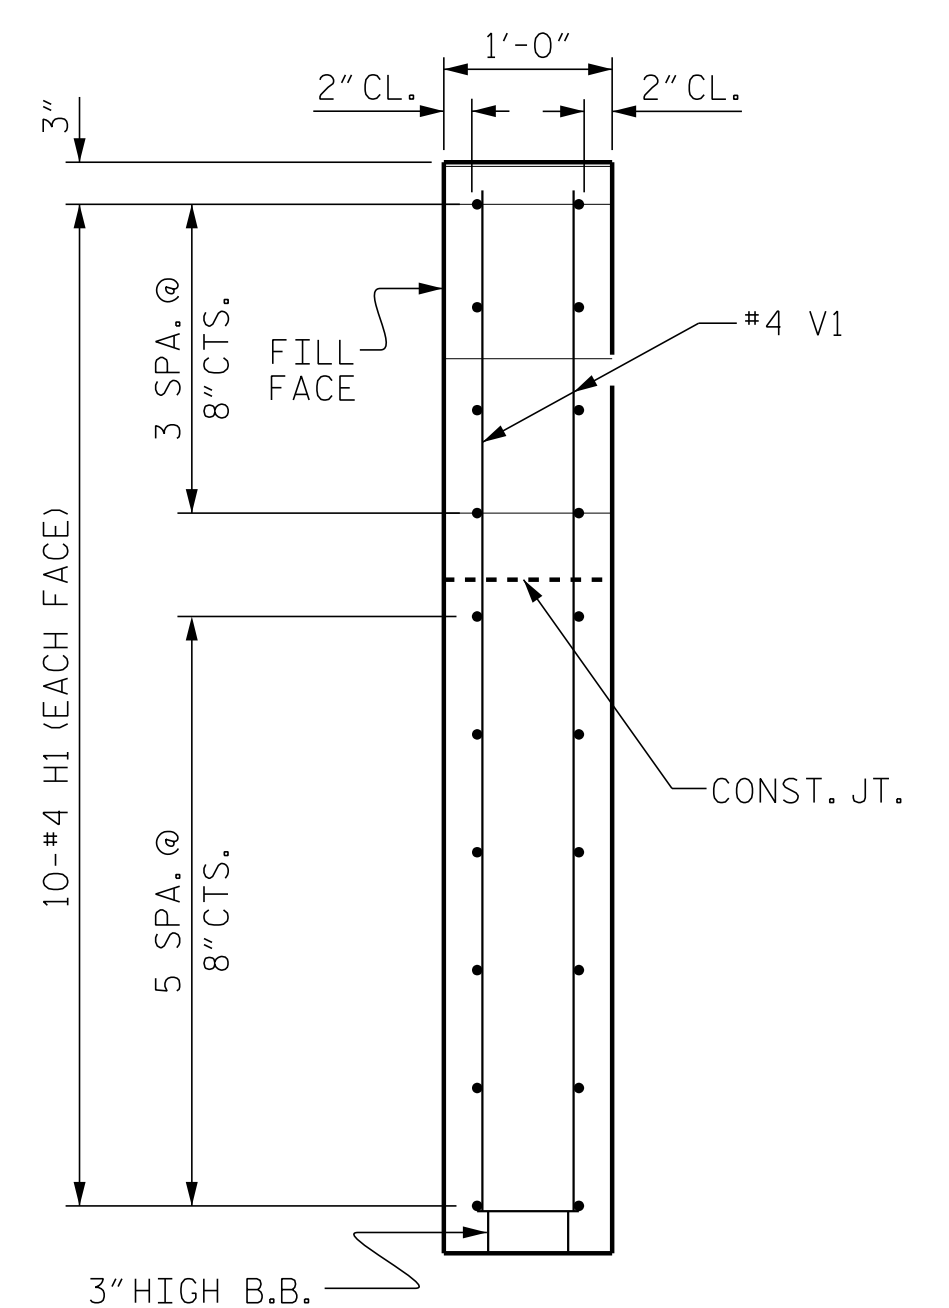 1'-0"
2" CL.
2" CL.
3"
3 SPA. @
8" CTS.
FILL
FACE
#4 V1
10-#4 H1 (EACH FACE)
CONST. JT.
5 SPA. @
8" CTS.
3" HIGH B.B.